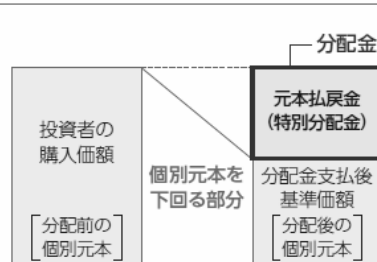 分配金
元本払戻金
(特別分配金)
投資者の
購入価額
個別元本を
下回る部分
分配金支払後
基準価額
分配前の
個別元本
分配後の
個別元本